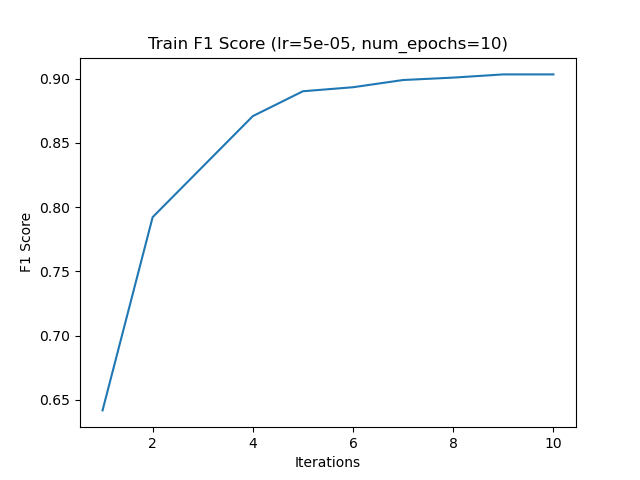 Train F1 Score (lr=5e-05, num_epochs=10)
0.90
0.85
0.80
0.75
0.70
0.65
F1 Score
2 4 6 8 10
Iterations